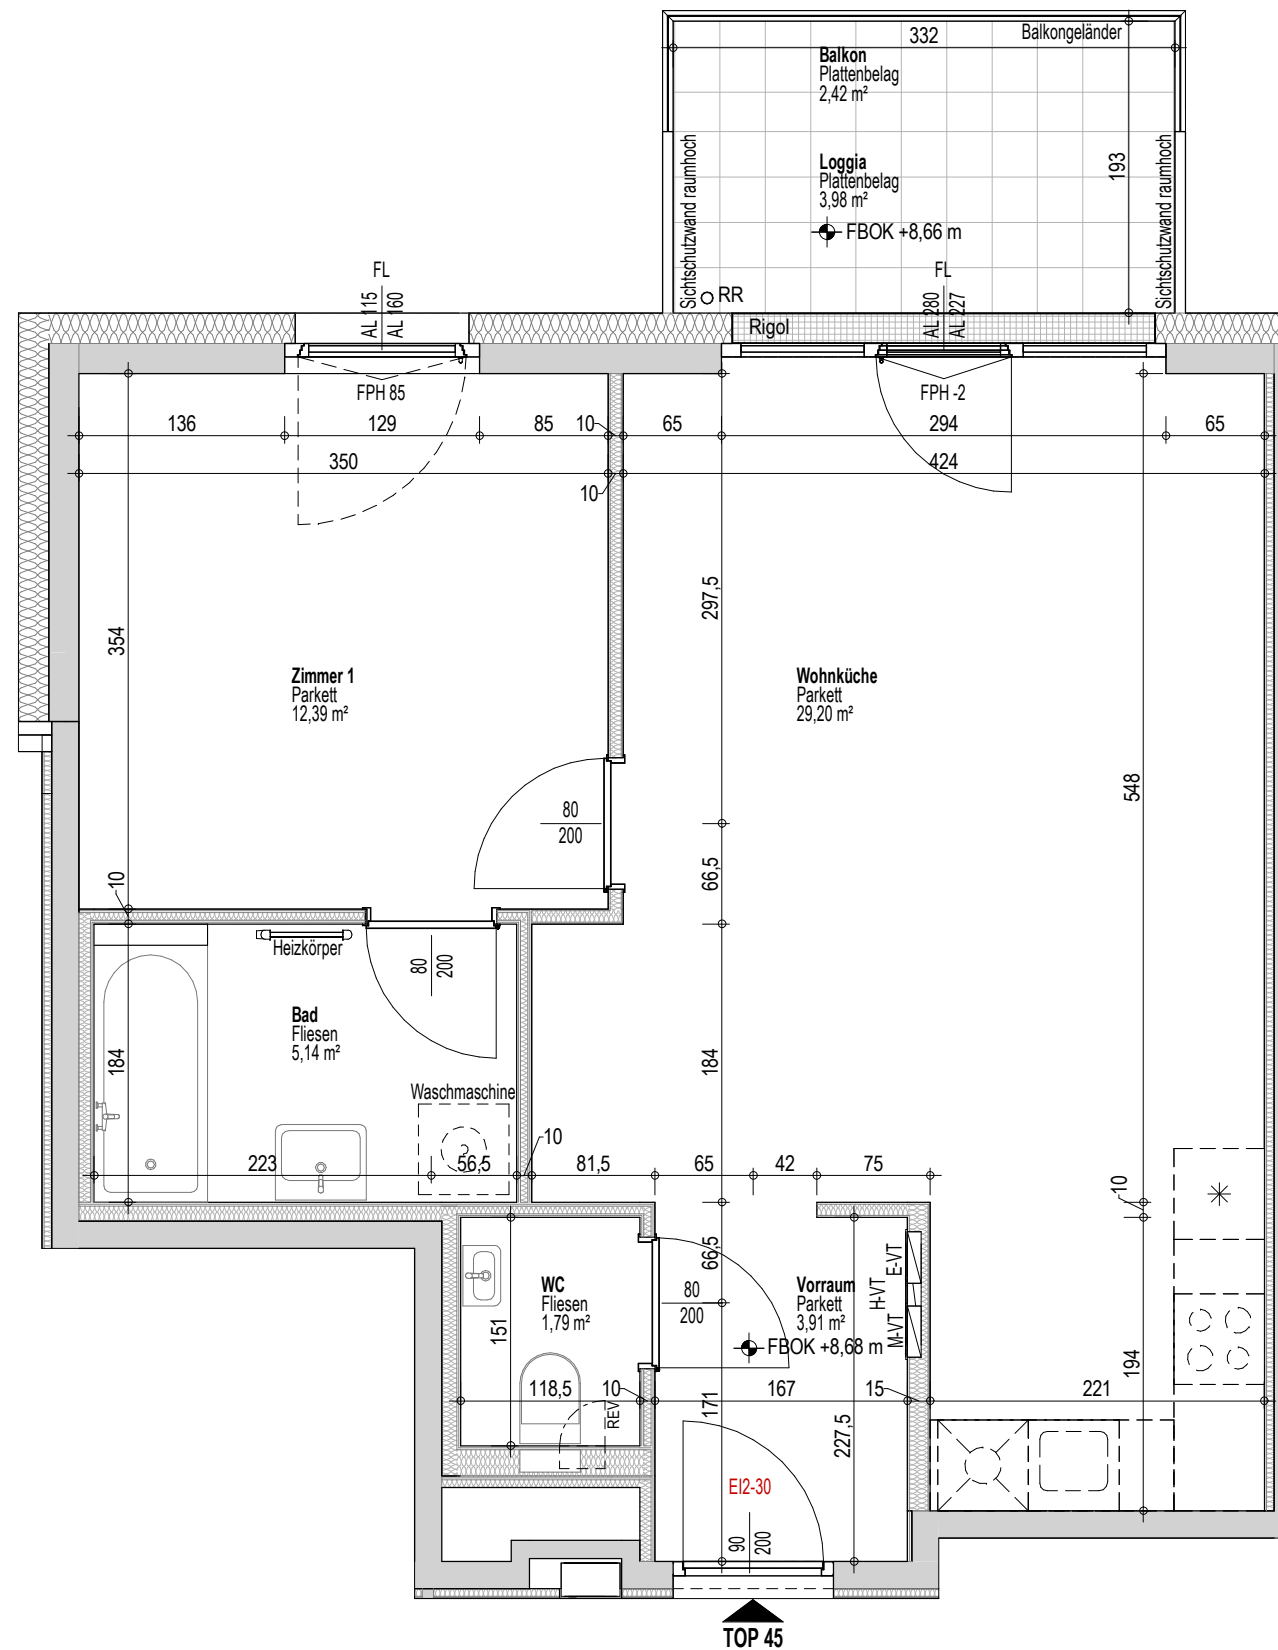 332
Balkongeländer
Balkon
Plattenbelag
2,42 m²
Sichtschutzwand raumhoch
Loggia
Plattenbelag
3,98 m²
193
Sichtschutzwand raumhoch
FBOK +8,66 m
RR
FL
AL 115
AL 160
FL
AL 280
AL 227
Rigol
FPH 85
FPH -2
136
129
85
10
65
294
65
350
424
10
297,5
354
Zimmer 1
Parkett
12,39 m²
Wohnküche
Parkett
29,20 m²
548
80
200
66,5
10
Heizkörper
80
200
Bad
Fliesen
5,14 m²
184
184
Waschmaschine
10
223
56,5
81,5
65
42
75
10
66,5
WC
Fliesen
1,79 m²
151
80
200
Vorraum
Parkett
3,91 m²
E-VT
H-VT
M-VT
FBOK +8,68 m
194
118,5
10
167
15
221
171
REV
227,5
EI2-30
90
200
TOP 45